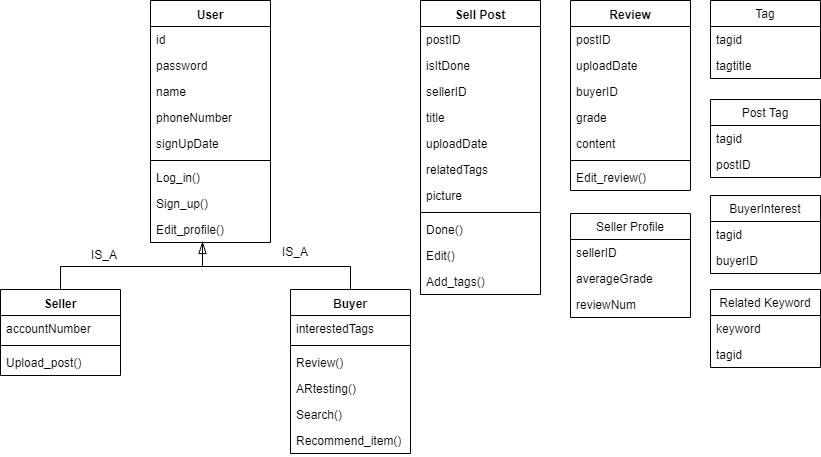 User
id
password
name
phoneNumber
signUpDate
Log_in()
Sign_up()
Edit_profile()
IS_A
IS_A
Seller
accountNumber
Upload_post()
Buyer
interestedTags
Review()
ARtesting()
Search()
Recommend_item()
Sell Post
postID
isItDone
sellerID
title
uploadDate
relatedTags
picture
Done()
Edit()
Add_tags()
Review
postID
uploadDate
buyerID
grade
content
Edit_review()
Seller Profile
sellerID
averageGrade
reviewNum
Tag
tagid
tagtitle
Post Tag
tagid
postID
BuyerInterest
tagid
buyerID
Related Keyword
keyword
tagid